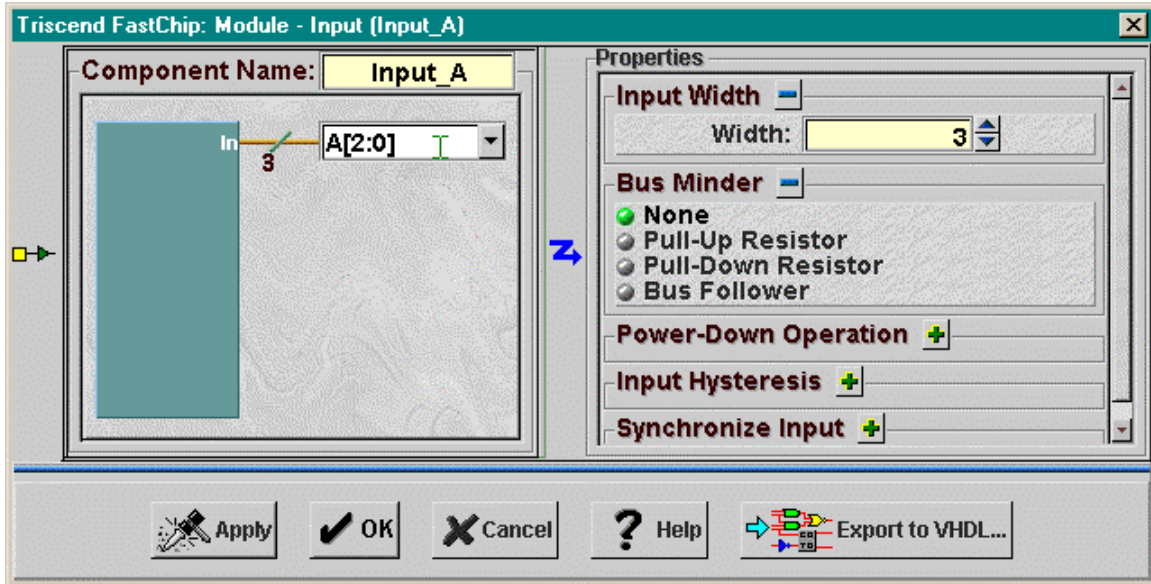 Triscend FastChip: Module - Input (Input_A)
Component Name: Input_A
In
3
A[2:0]
Properties
Input Width
Width: 3
Bus Minder
None
Pull-Up Resistor
Pull-Down Resistor
Bus Follower
Power-Down Operation
Input Hysteresis
Synchronize Input
Apply
OK
Cancel
Help
Export to VHDL...